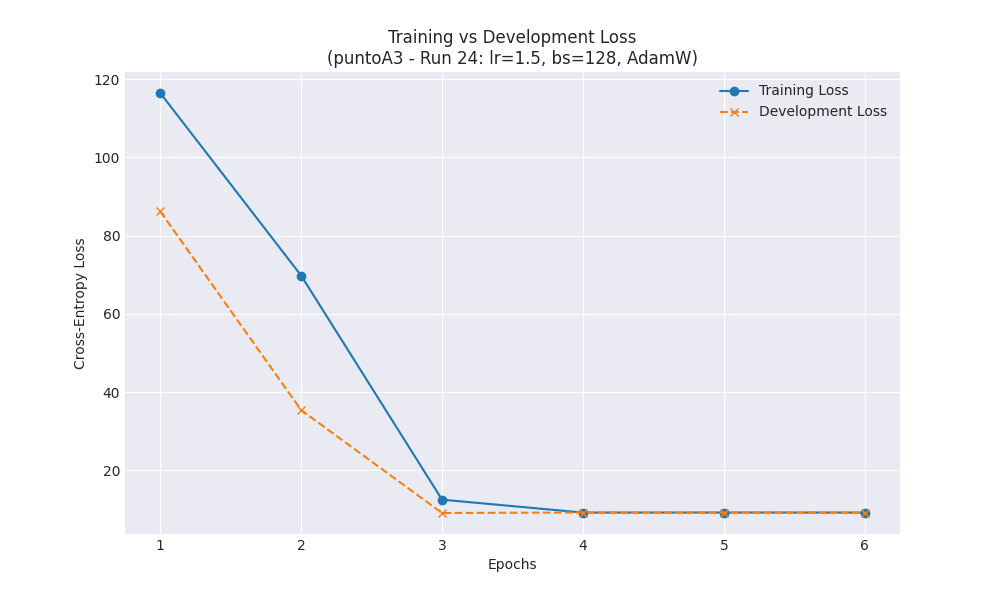 Training vs Development Loss
(puntoA3 - Run 24: lr=1.5, bs=128, AdamW)
Training Loss
Development Loss
Cross-Entropy Loss
120
100
80
60
40
20
1 2 3 4 5 6
Epochs